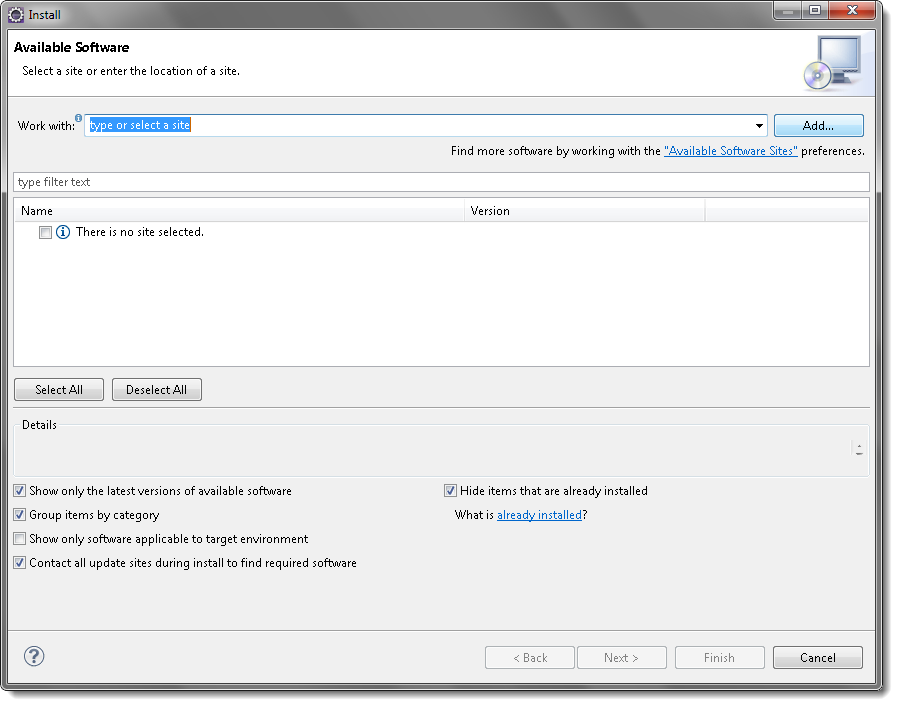 Install
Available Software
Select a site or enter the location of a site.
Work with: type or select a site Add...
Find more software by working with the "Available Software Sites" preferences.
type filter text
Name Version
There is no site selected.
Select All Deselect All
Details
Show only the latest versions of available software Hide items that are already installed
Group items by category What is already installed?
Show only software applicable to target environment
Contact all update sites during install to find required software
? < Back Next > Finish Cancel